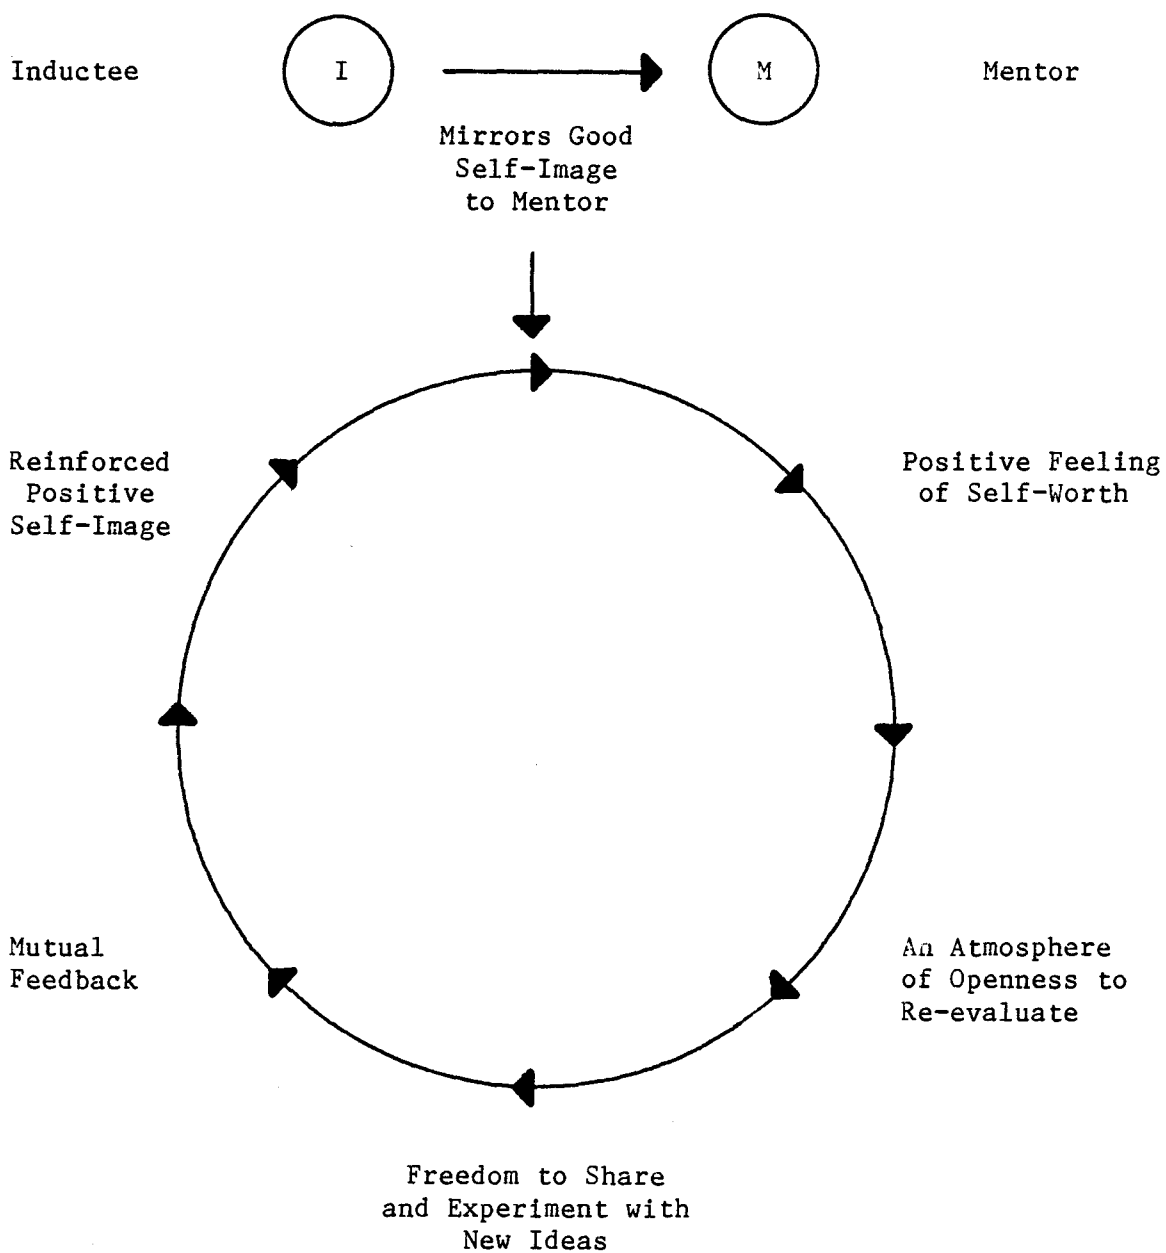 Inductee
I
M
Mentor
Mirrors Good
Self-Image
to Mentor
Reinforced
Positive
Self-Image
Positive Feeling
of Self-Worth
Mutual
Feedback
An Atmosphere
of Openness to
Re-evaluate
Freedom to Share
and Experiment with
New Ideas